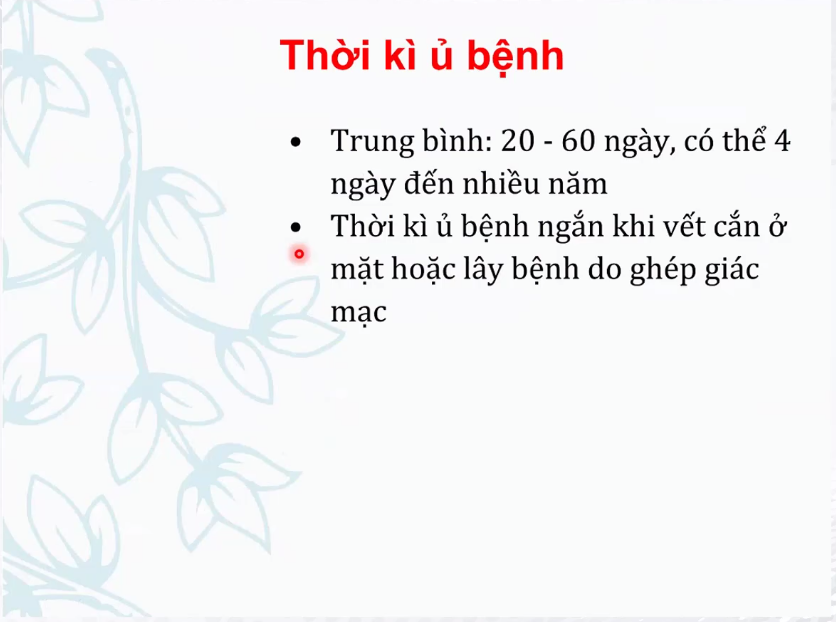 Thời kì ủ bệnh
• Trung bình: 20 - 60 ngày, có thể 4
ngày đến nhiều năm
• Thời kì ủ bệnh ngắn khi vết cắn ở
mặt hoặc lây bệnh do ghép giác
mạc